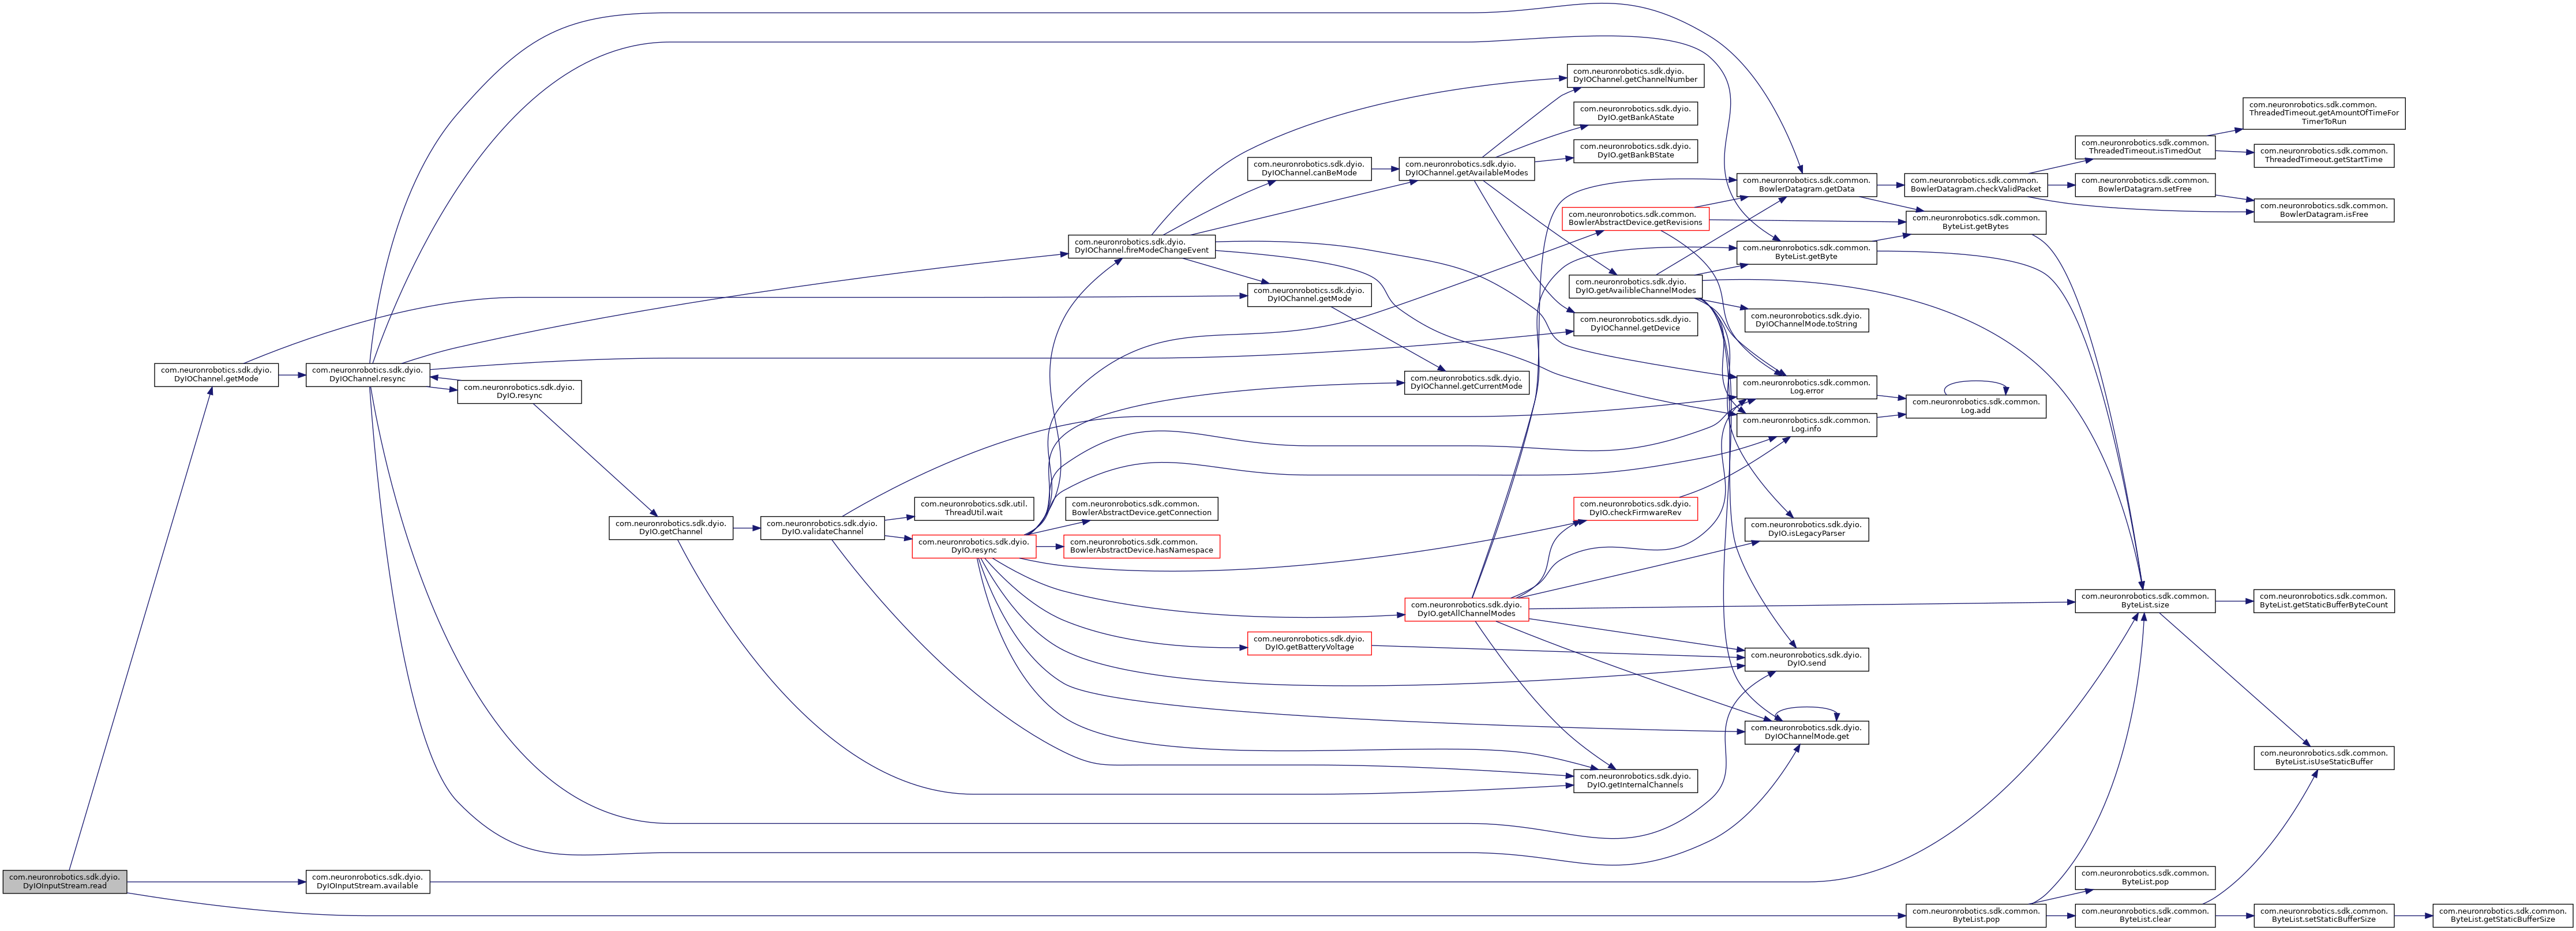 com.neuronrobotics.sdk.dyio.
DyIOInputStream.read
com.neuronrobotics.sdk.dyio.
DyIOChannel.getMode
com.neuronrobotics.sdk.dyio.
DyIOChannel.resync
com.neuronrobotics.sdk.dyio.
DyIOInputStream.available
com.neuronrobotics.sdk.dyio.
DyIO.resync
com.neuronrobotics.sdk.dyio.
DyIO.getChannel
com.neuronrobotics.sdk.dyio.
DyIO.validateChannel
com.neuronrobotics.sdk.util.
ThreadUtil.wait
com.neuronrobotics.sdk.dyio.
DyIO.resync
com.neuronrobotics.sdk.dyio.
DyIOChannel.fireModeChangeEvent
com.neuronrobotics.sdk.common.
BowlerAbstractDevice.getConnection
com.neuronrobotics.sdk.common.
BowlerAbstractDevice.hasNamespace
com.neuronrobotics.sdk.dyio.
DyIOChannel.canBeMode
com.neuronrobotics.sdk.dyio.
DyIOChannel.getMode
com.neuronrobotics.sdk.dyio.
DyIO.getBatteryVoltage
com.neuronrobotics.sdk.dyio.
DyIOChannel.getAvailableModes
com.neuronrobotics.sdk.dyio.
DyIOChannel.getCurrentMode
com.neuronrobotics.sdk.dyio.
DyIO.getAllChannelModes
com.neuronrobotics.sdk.dyio.
DyIOChannel.getChannelNumber
com.neuronrobotics.sdk.dyio.
DyIO.getBankAState
com.neuronrobotics.sdk.dyio.
DyIO.getBankBState
com.neuronrobotics.sdk.common.
BowlerAbstractDevice.getRevisions
com.neuronrobotics.sdk.dyio.
DyIO.getAvailibleChannelModes
com.neuronrobotics.sdk.dyio.
DyIOChannel.getDevice
com.neuronrobotics.sdk.dyio.
DyIO.checkFirmwareRev
com.neuronrobotics.sdk.dyio.
DyIO.getInternalChannels
com.neuronrobotics.sdk.common.
BowlerDatagram.getData
com.neuronrobotics.sdk.common.
ByteList.getByte
com.neuronrobotics.sdk.dyio.
DyIOChannelMode.toString
com.neuronrobotics.sdk.common.
Log.error
com.neuronrobotics.sdk.common.
Log.info
com.neuronrobotics.sdk.dyio.
DyIO.isLegacyParser
com.neuronrobotics.sdk.dyio.
DyIO.send
com.neuronrobotics.sdk.dyio.
DyIOChannelMode.get
com.neuronrobotics.sdk.common.
BowlerDatagram.checkValidPacket
com.neuronrobotics.sdk.common.
ByteList.getBytes
com.neuronrobotics.sdk.common.
Log.add
com.neuronrobotics.sdk.common.
ByteList.pop
com.neuronrobotics.sdk.common.
ThreadedTimeout.isTimedOut
com.neuronrobotics.sdk.common.
BowlerDatagram.setFree
com.neuronrobotics.sdk.common.
ByteList.size
com.neuronrobotics.sdk.common.
ByteList.pop
com.neuronrobotics.sdk.common.
ByteList.clear
com.neuronrobotics.sdk.common.
ThreadedTimeout.getAmountOfTimeFor
TimerToRun
com.neuronrobotics.sdk.common.
ThreadedTimeout.getStartTime
com.neuronrobotics.sdk.common.
BowlerDatagram.isFree
com.neuronrobotics.sdk.common.
ByteList.getStaticBufferByteCount
com.neuronrobotics.sdk.common.
ByteList.isUseStaticBuffer
com.neuronrobotics.sdk.common.
ByteList.setStaticBufferSize
com.neuronrobotics.sdk.common.
ByteList.getStaticBufferSize